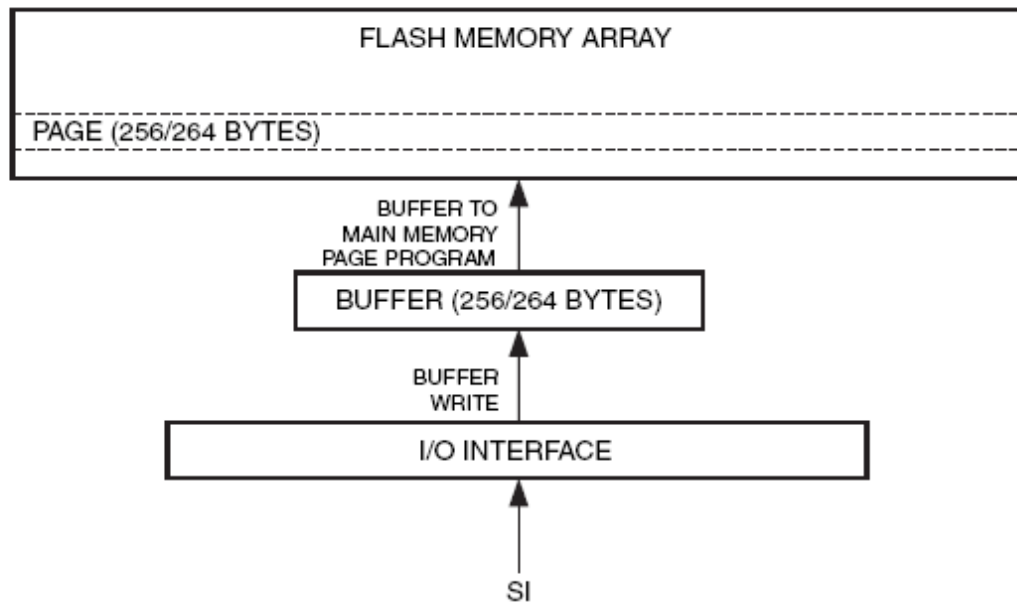 FLASH MEMORY ARRAY
PAGE (256/264 BYTES)
BUFFER TO
MAIN MEMORY
PAGE PROGRAM
BUFFER (256/264 BYTES)
BUFFER
WRITE
I/O INTERFACE
SI